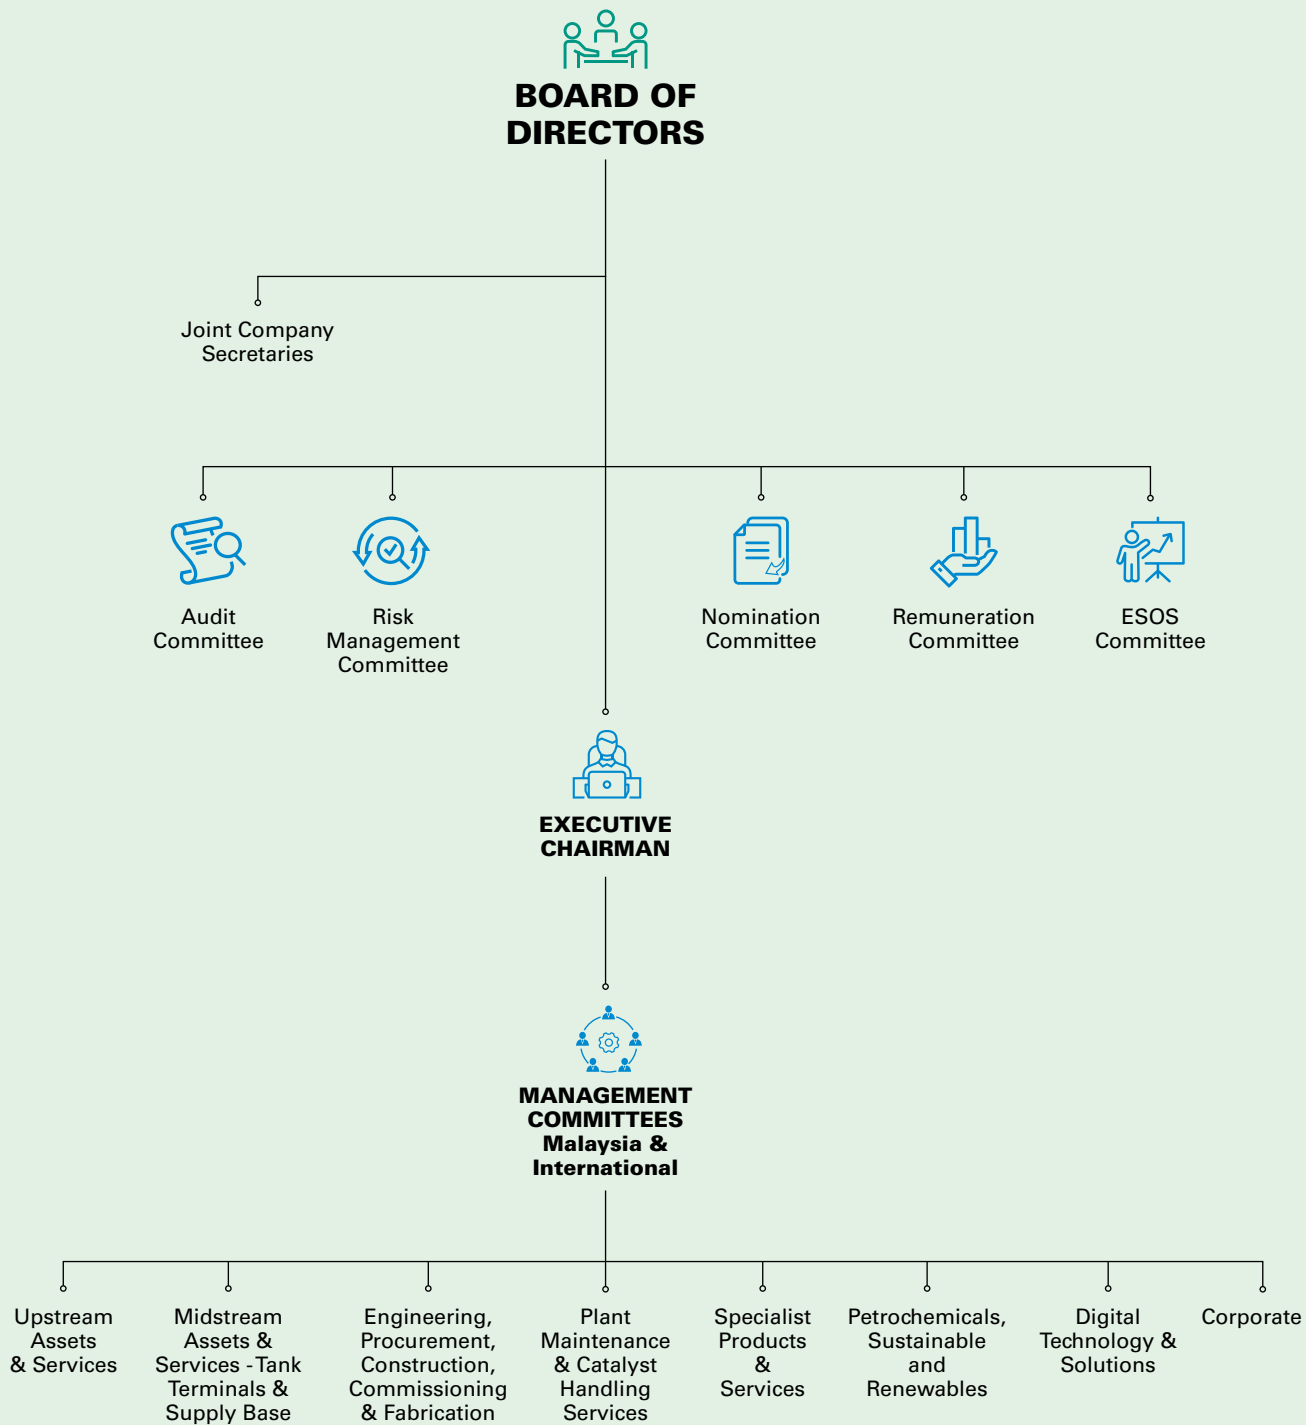 BOARD OF
DIRECTORS
Joint Company
Secretaries
Audit
Committee
Risk
Management
Committee
Nomination
Committee
Remuneration
Committee
ESOS
Committee
EXECUTIVE
CHAIRMAN
MANAGEMENT
COMMITTEES
Malaysia &
International
Upstream
Assets
& Services
Midstream
Assets &
Services - Tank
Terminals &
Supply Base
Engineering,
Procurement,
Construction,
Commissioning
& Fabrication
Plant
Maintenance
& Catalyst
Handling
Services
Specialist
Products
&
Services
Petrochemicals,
Sustainable
and
Renewables
Digital
Technology &
Solutions
Corporate